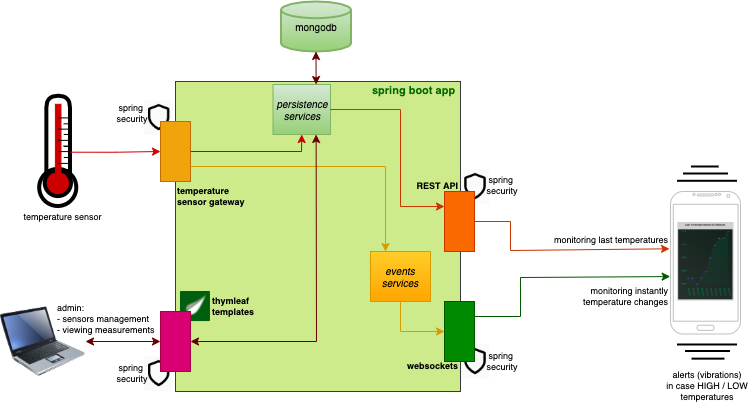 mongodb
spring boot app
persistence
services
spring
security
temperature sensor
temperature
sensor gateway
REST API
spring
security
monitoring last temperatures
events
services
monitoring instantly
temperature changes
thymleaf
templates
admin:
- sensors management
- viewing measurements
spring
security
websockets
spring
security
alerts (vibrations)
in case HIGH / LOW
temperatures